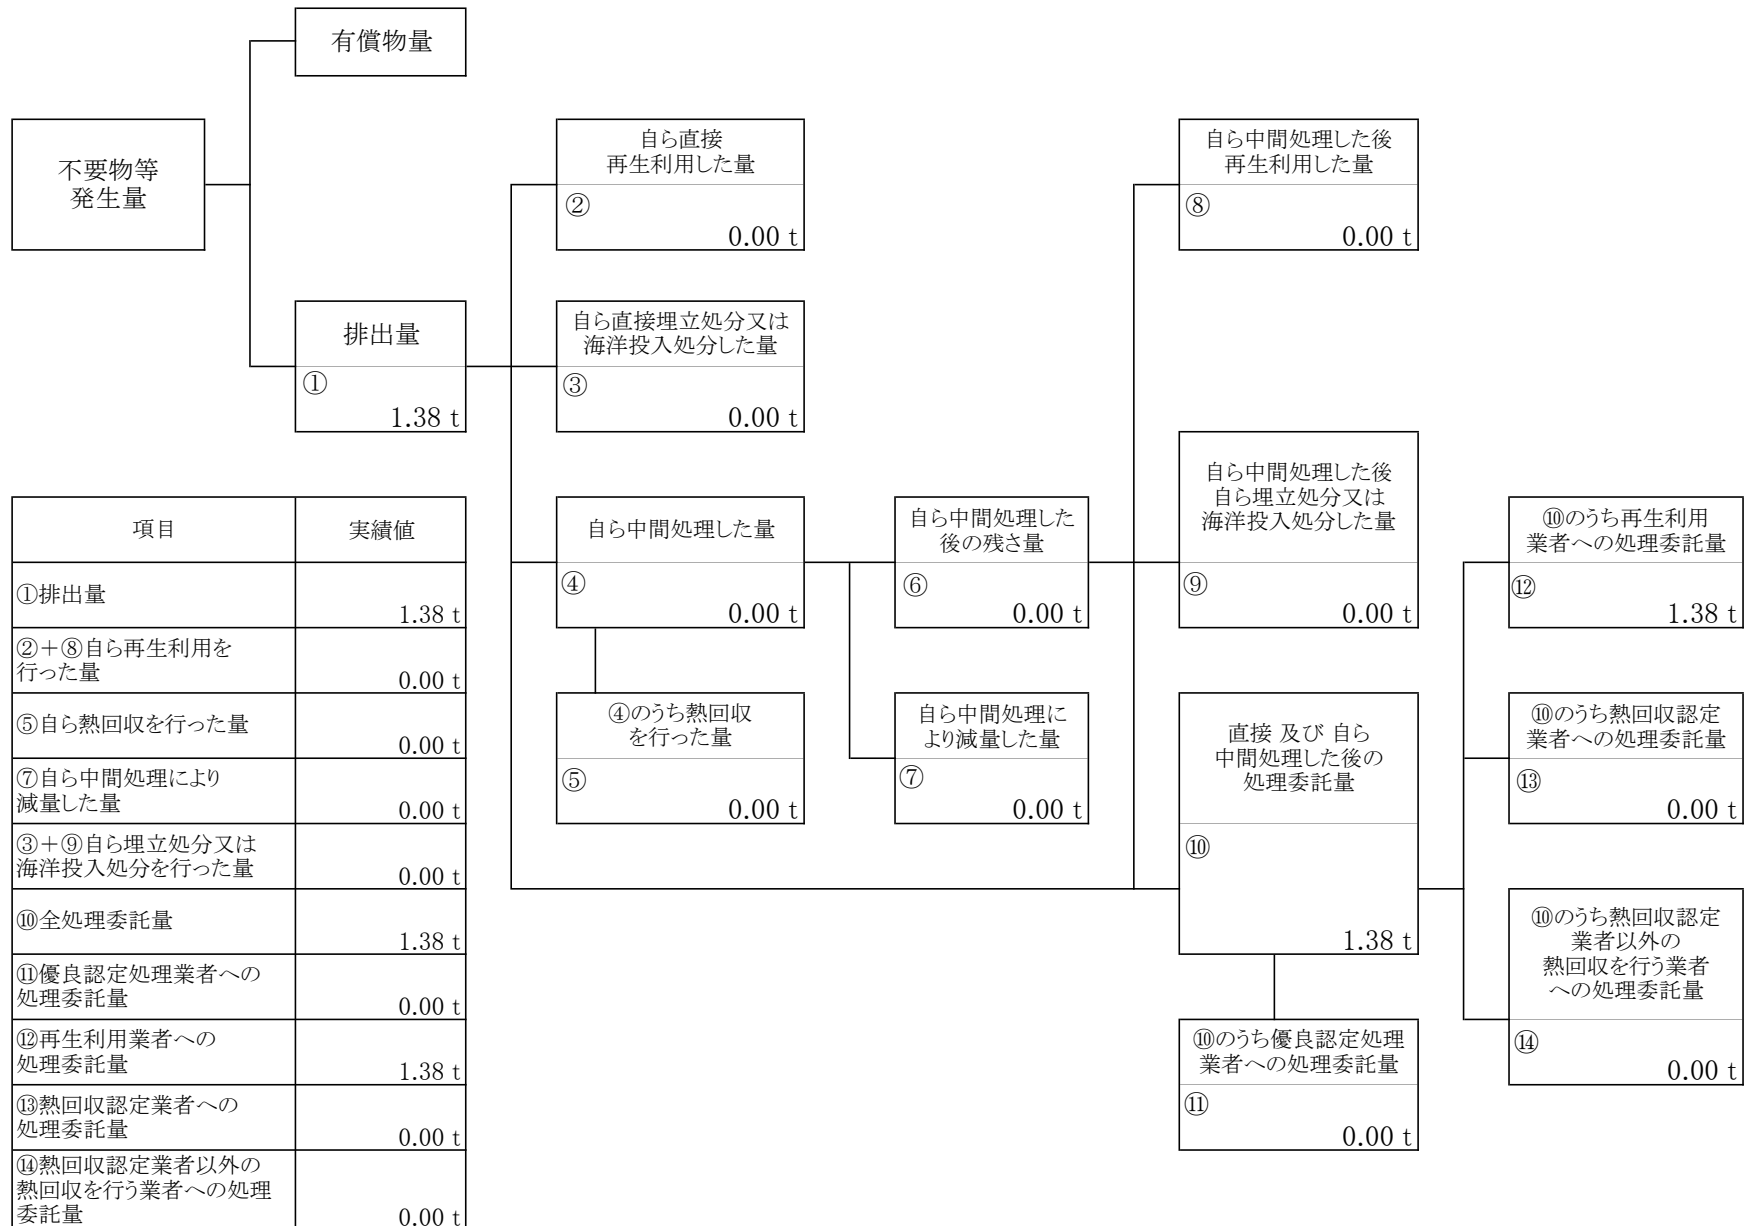 有償物量
不要物等
発生量
自ら直接
再生利用した量
②
0.00 t
自ら中間処理した後
再生利用した量
⑧
0.00 t
排出量
①
1.38 t
自ら直接埋立処分又は
海洋投入処分した量
③
0.00 t
自ら中間処理した量
④
0.00 t
自ら中間処理した
後の残さ量
⑥
0.00 t
自ら中間処理した後
自ら埋立処分又は
海洋投入処分した量
⑨
0.00 t
⑩のうち再生利用
業者への処理委託量
⑫
1.38 t
④のうち熱回収
を行った量
⑤
0.00 t
自ら中間処理に
より減量した量
⑦
0.00 t
直接 及び 自ら
中間処理した後の
処理委託量
⑩
1.38 t
⑩のうち熱回収認定
業者への処理委託量
⑬
0.00 t
⑩のうち熱回収認定
業者以外の
熱回収を行う業者
への処理委託量
⑭
0.00 t
⑩のうち優良認定処理
業者への処理委託量
⑪
0.00 t
項目 実績値
①排出量
1.38 t
②+⑧自ら再生利用を
行った量
0.00 t
⑤自ら熱回収を行った量
0.00 t
⑦自ら中間処理により
減量した量
0.00 t
③+⑨自ら埋立処分又は
海洋投入処分を行った量
0.00 t
⑩全処理委託量
1.38 t
⑪優良認定処理業者への
処理委託量
0.00 t
⑫再生利用業者への
処理委託量
1.38 t
⑬熱回収認定業者への
処理委託量
0.00 t
⑭熱回収認定業者以外の
熱回収を行う業者への処理
委託量
0.00 t